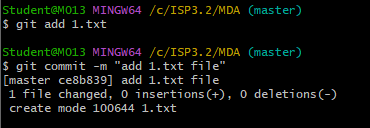 Student@MO13 MINGW64 /c/ISP3.2/MDA (master)
$ git add 1.txt
Student@MO13 MINGW64 /c/ISP3.2/MDA (master)
$ git commit -m "add 1.txt file"
[master ce8b839] add 1.txt file
 1 file changed, 0 insertions(+), 0 deletions(-)
 create mode 100644 1.txt